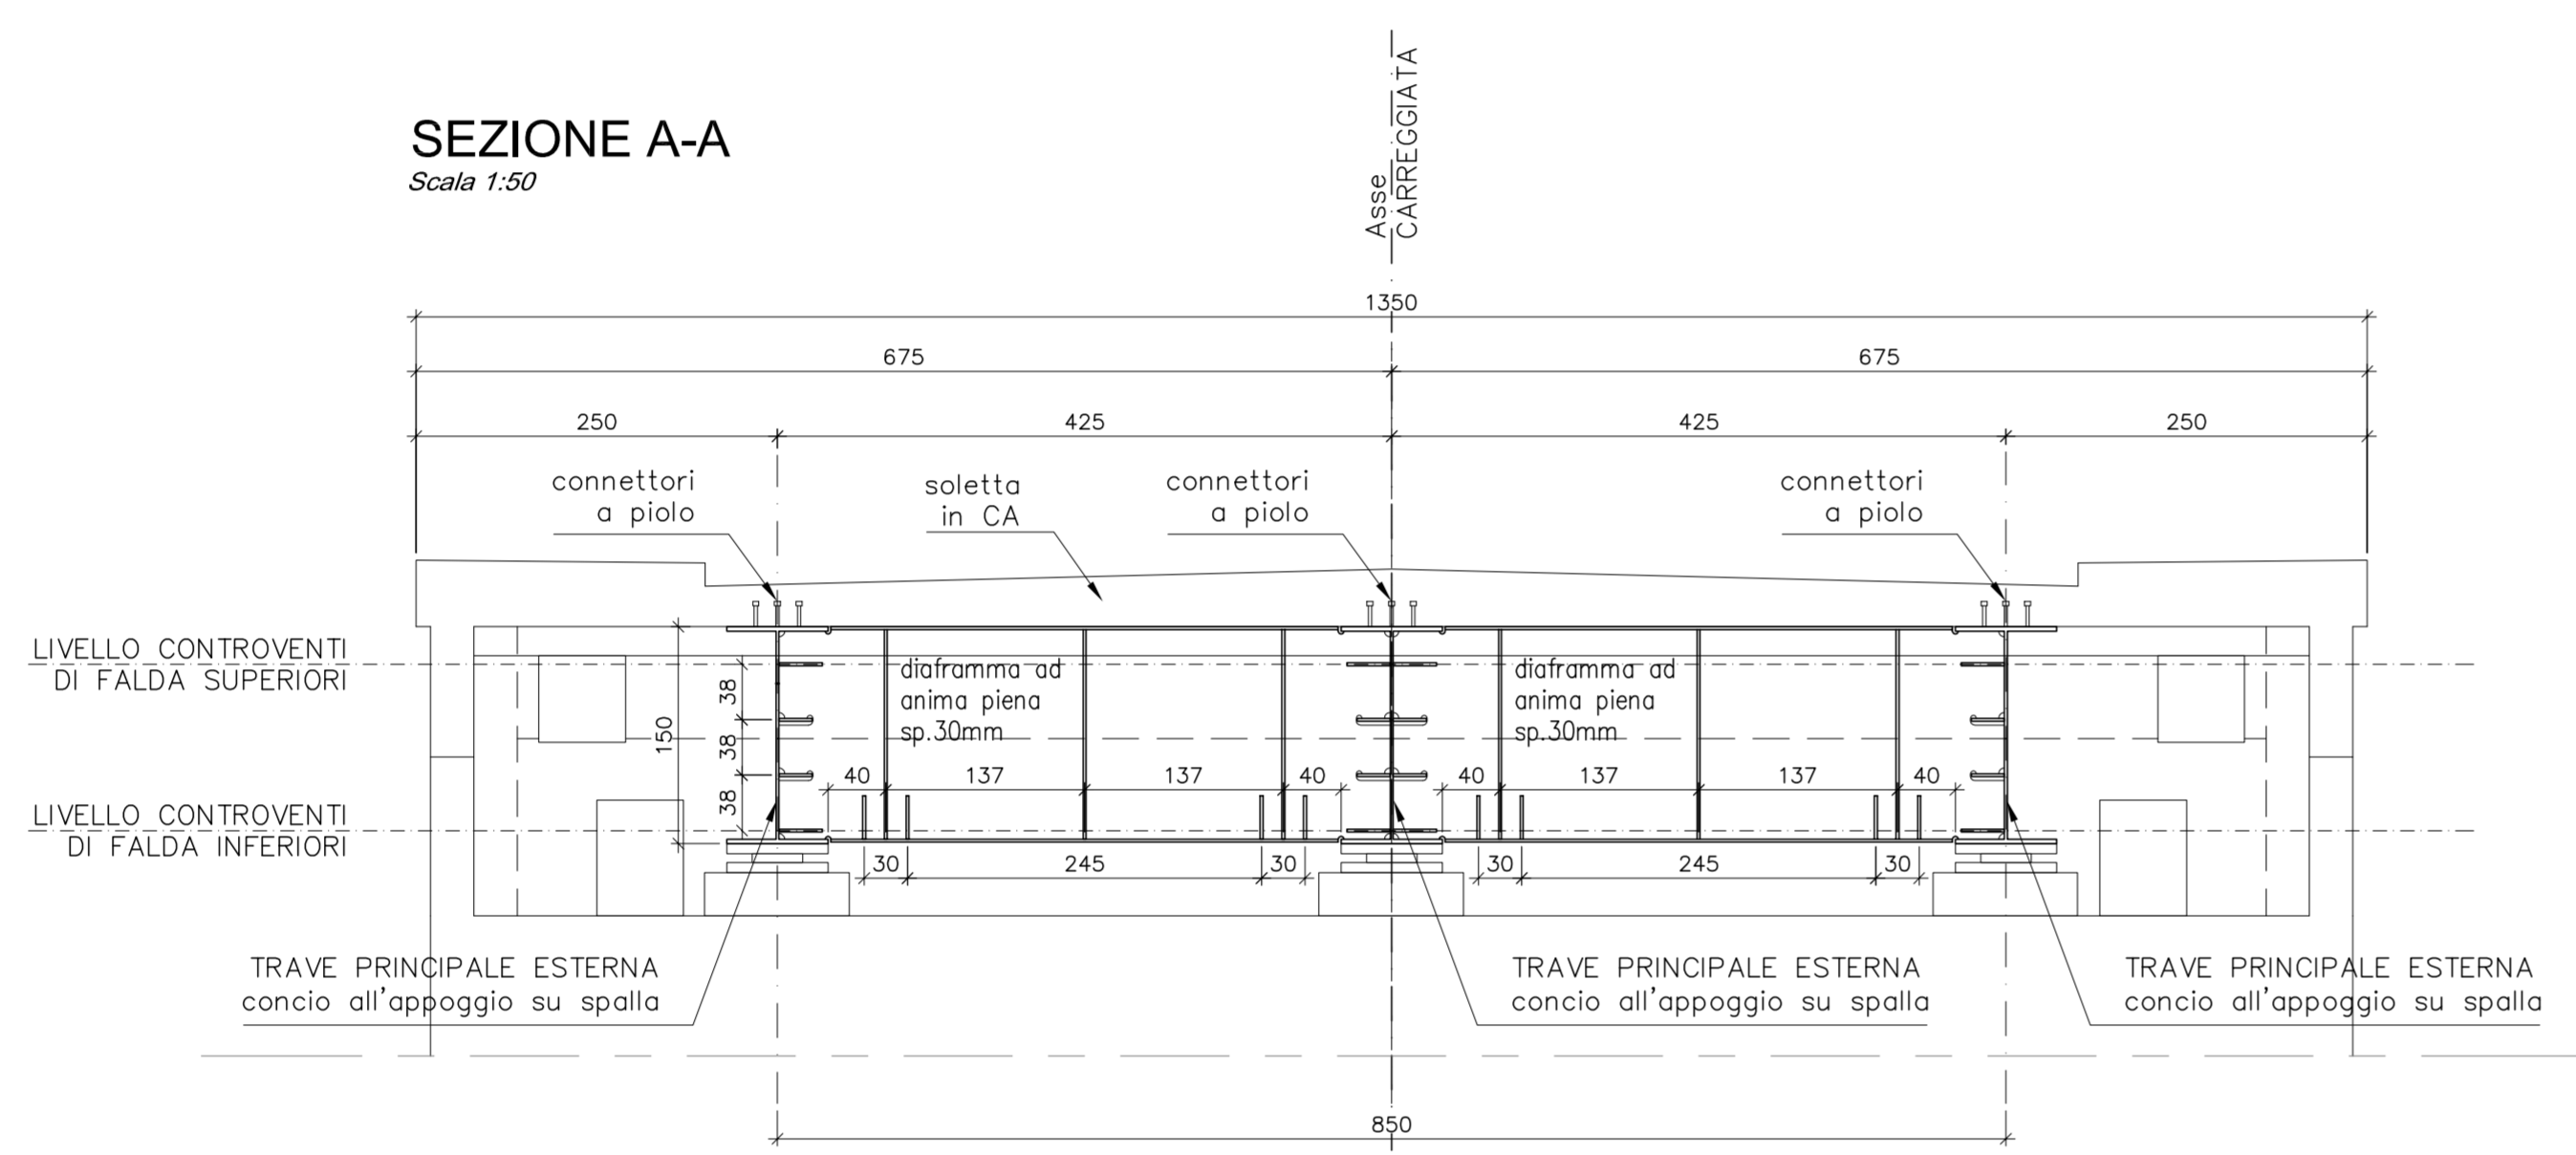 SEZIONE A-A
Scala 1:50
Asse
CARREGGIATA
1350
675
675
250
425
425
250
connettori
a piolo
soletta
in CA
connettori
a piolo
connettori
a piolo
LIVELLO CONTROVENTI
DI FALDA SUPERIORI
150
38
38
38
diaframma ad
anima piena
sp.30mm
diaframma ad
anima piena
sp.30mm
40
137
137
40
40
137
137
40
LIVELLO CONTROVENTI
DI FALDA INFERIORI
30
245
30
30
245
30
TRAVE PRINCIPALE ESTERNA
concio all'appoggio su spalla
TRAVE PRINCIPALE ESTERNA
concio all'appoggio su spalla
TRAVE PRINCIPALE ESTERNA
concio all'appoggio su spalla
850